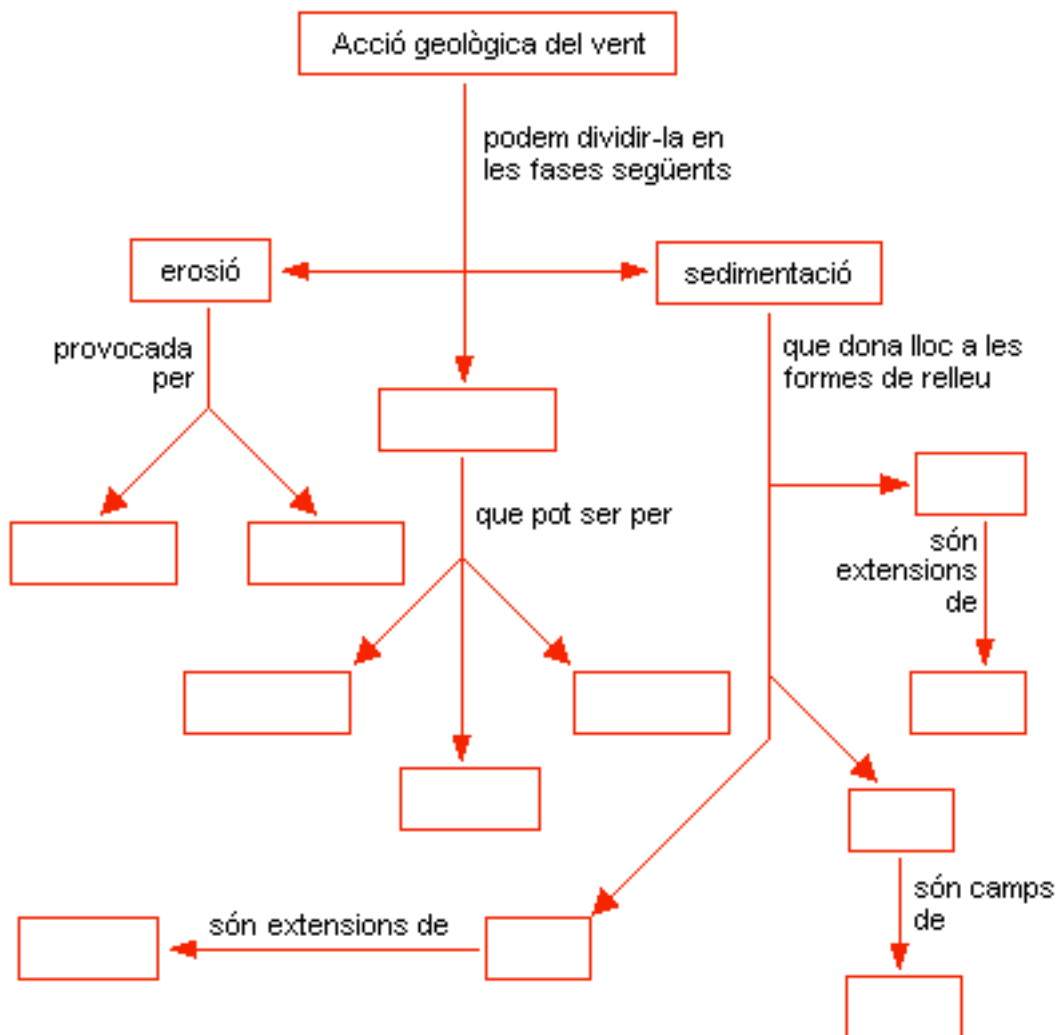 Acció geològica del vent
podem dividir-la en
les fases següents
erosió
sedimentació
provocada
per
que dona lloc a les
formes de relleu
que pot ser per
són
extensions
de
són camps
de
són extensions de